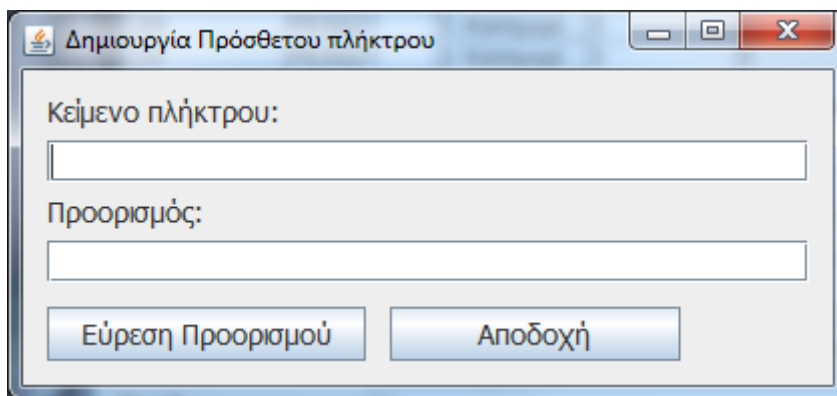 Δημιουργία Πρόσθετου πλήκτρου
Κείμενο πλήκτρου:
Προορισμός:
Εύρεση Προορισμού Αποδοχή